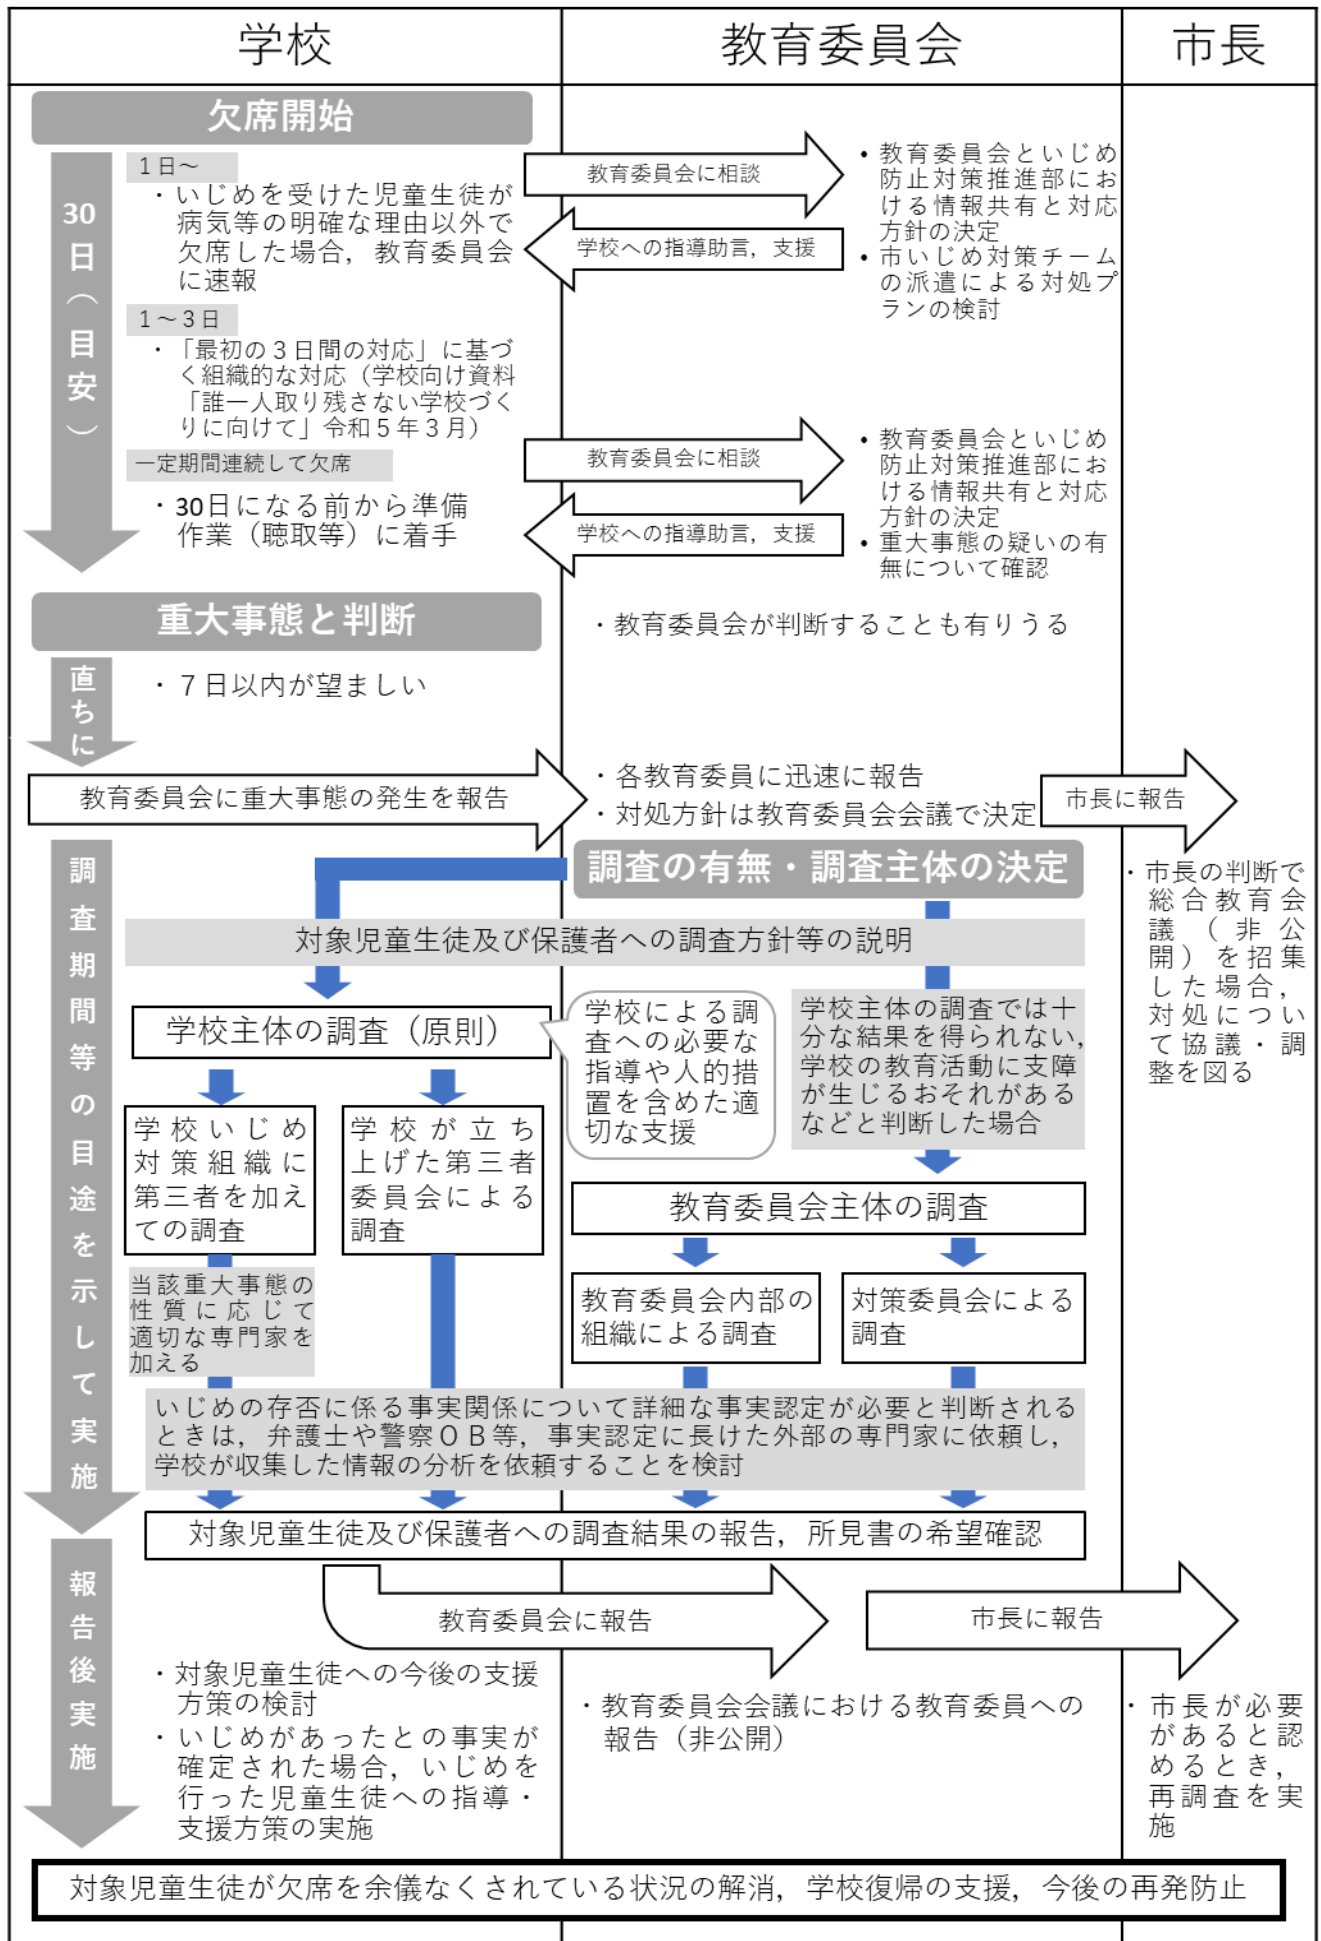 学校
教育委員会
市長
欠席開始
30日（目安）
１日～
・いじめを受けた児童生徒が
病気等の明確な理由以外で
欠席した場合，教育委員会
に速報
教育委員会に相談
学校への指導助言，支援
• 教育委員会といじめ
防止対策推進部にお
ける情報共有と対応
方針の決定
• 市いじめ対策チーム
の派遣による対処プ
ランの検討
１～３日
・「最初の３日間の対応」に基づ
く組織的な対応（学校向け資料
「誰一人取り残さない学校づく
りに向けて」令和５年３月）
一定期間連続して欠席
・30日になる前から準備
作業（聴取等）に着手
教育委員会に相談
学校への指導助言，支援
• 教育委員会といじめ
防止対策推進部にお
ける情報共有と対応
方針の決定
• 重大事態の疑いの有
無について確認
重大事態と判断
・教育委員会が判断することも有りうる
直ちに
・７日以内が望ましい
教育委員会に重大事態の発生を報告
・各教育委員に迅速に報告
・対処方針は教育委員会会議で決定
市長に報告
調査期間等の目途を示して実施
調査の有無・調査主体の決定
・市長の判断で
総合教育会
議（非公
開）を招集
した場合，
対処につい
て協議・調
整を図る
対象児童生徒及び保護者への調査方針等の説明
学校主体の調査（原則）
学校による調
査への必要な
指導や人的措
置を含めた適
切な支援
学校主体の調査では十
分な結果を得られない，
学校の教育活動に支障
が生じるおそれがある
などと判断した場合
学校いじめ
対策組織に
第三者を加え
ての調査
学校が立ち
上げた第三者
委員会による
調査
教育委員会主体の調査
当該重大事態の
性質に応じて
適切な専門家を
加える
教育委員会内部の
組織による調査
対策委員会による
調査
いじめの存否に係る事実関係について詳細な事実認定が必要と判断される
ときは，弁護士や警察ＯＢ等，事実認定に長けた外部の専門家に依頼し，
学校が収集した情報の分析を依頼することを検討
対象児童生徒及び保護者への調査結果の報告，所見書の希望確認
報告後実施
教育委員会に報告
市長に報告
・対象児童生徒への今後の支援
方策の検討
・いじめがあったとの事実が
確定された場合，いじめを
行った児童生徒への指導・
支援方策の実施
・教育委員会会議における教育委員への
報告（非公開）
・市長が必要
があると認
めるとき，
再調査を実
施
対象児童生徒が欠席を余儀なくされている状況の解消，学校復帰の支援，今後の再発防止